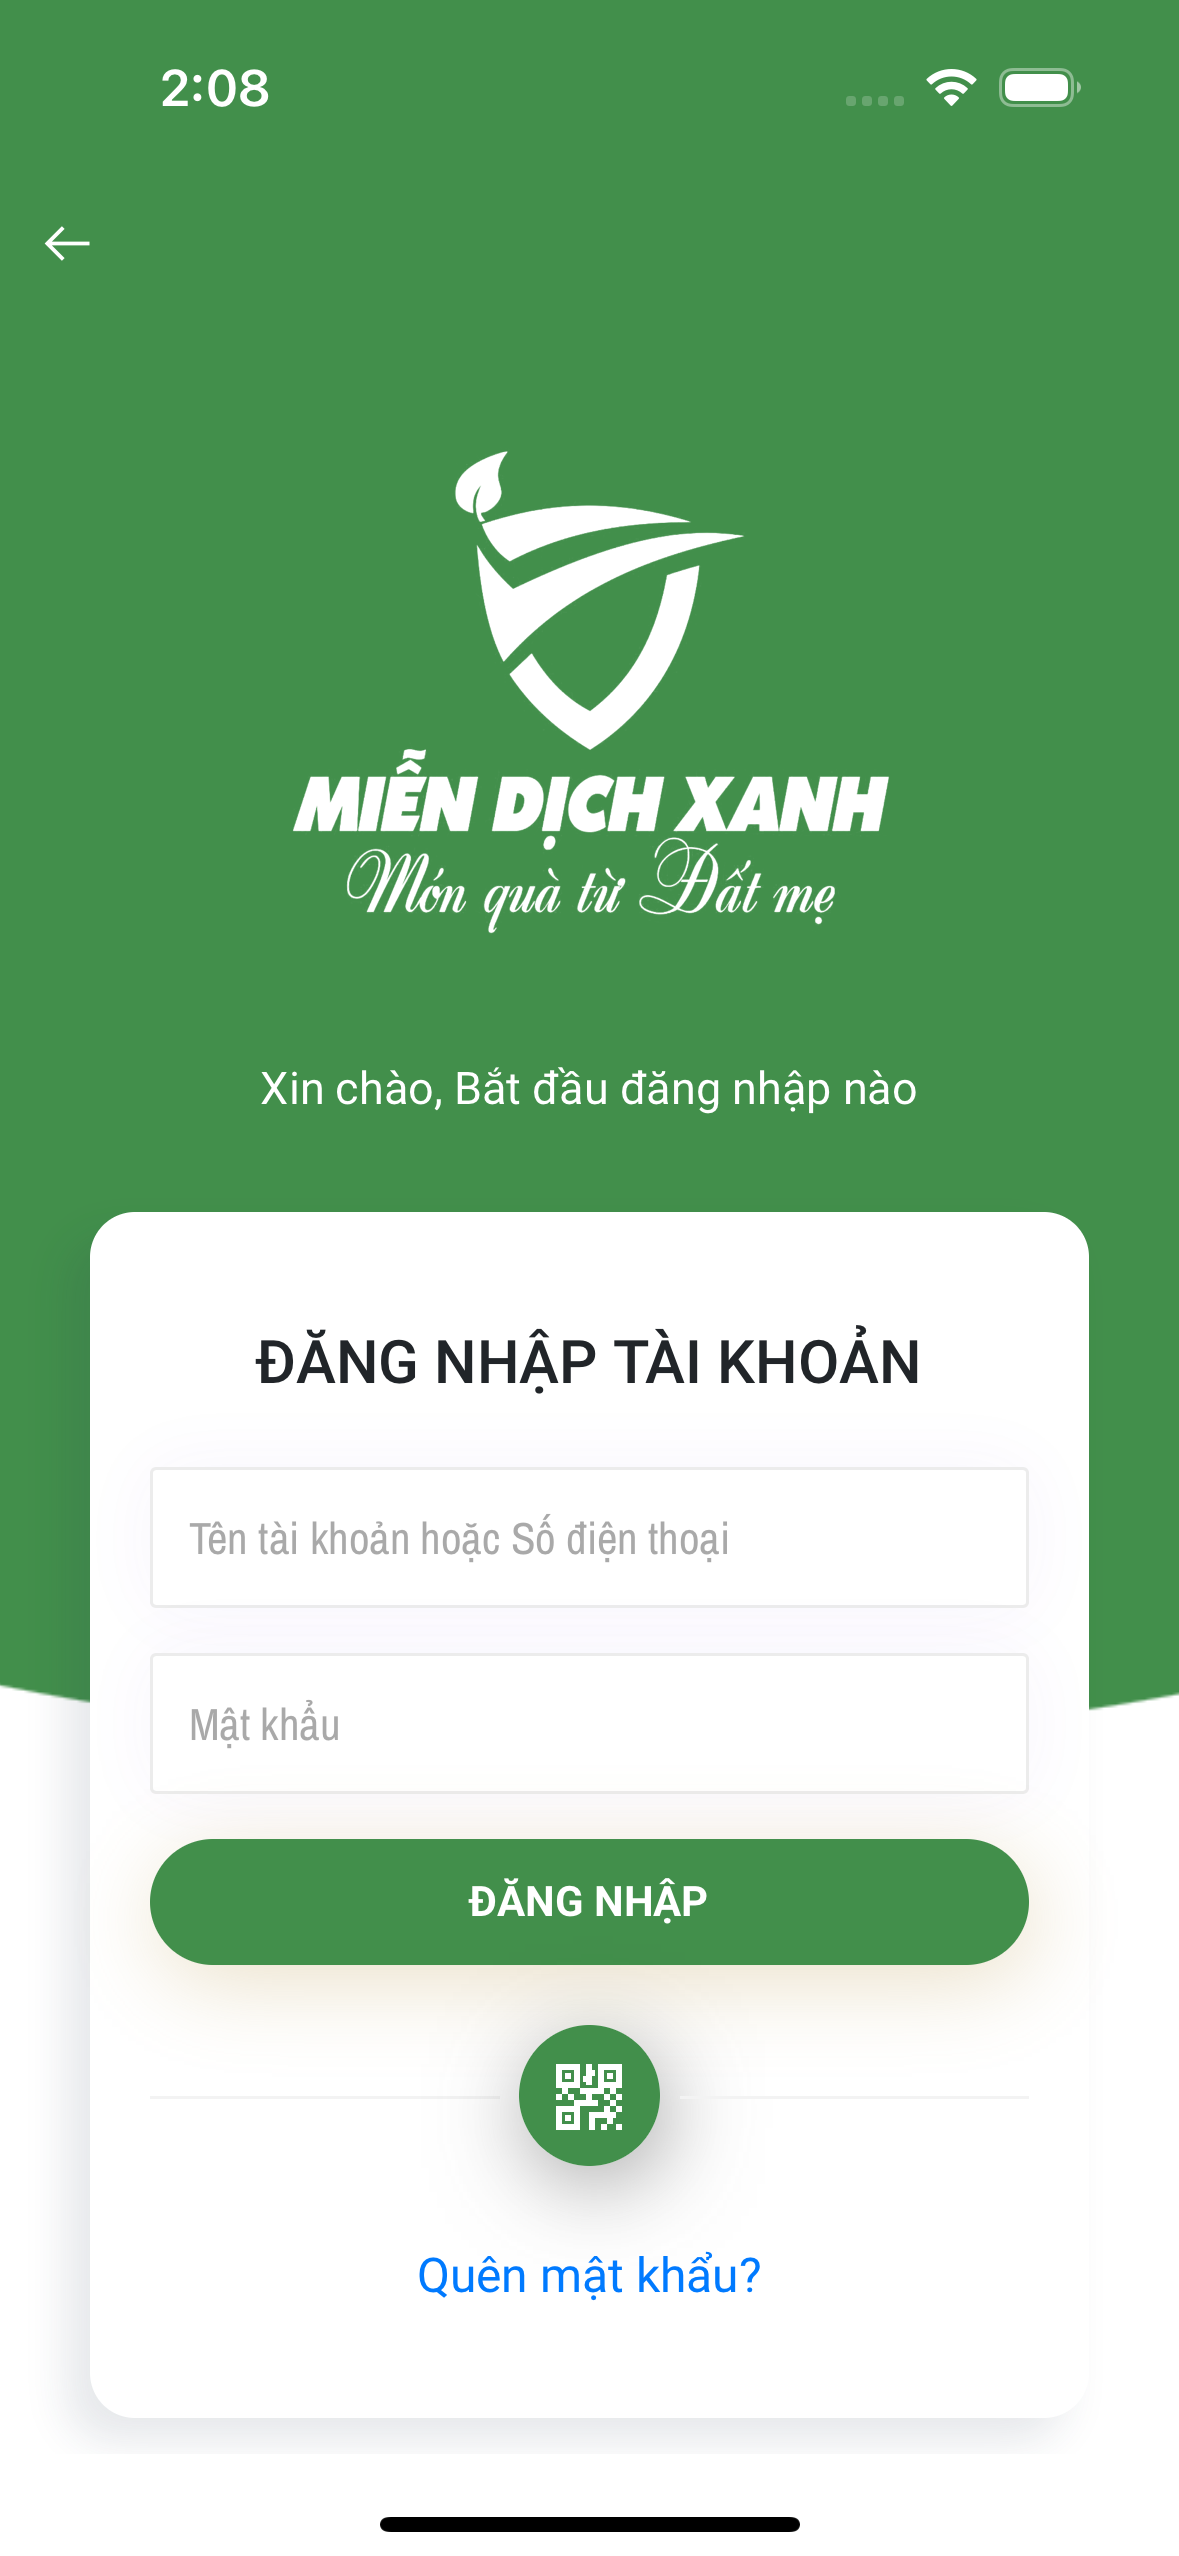 2:08
MIỄN DỊCH XANH
Món quà từ Đất mẹ
Xin chào, Bắt đầu đăng nhập nào
ĐĂNG NHẬP TÀI KHOẢN
Tên tài khoản hoặc Số điện thoại
Mật khẩu
ĐĂNG NHẬP
Quên mật khẩu?